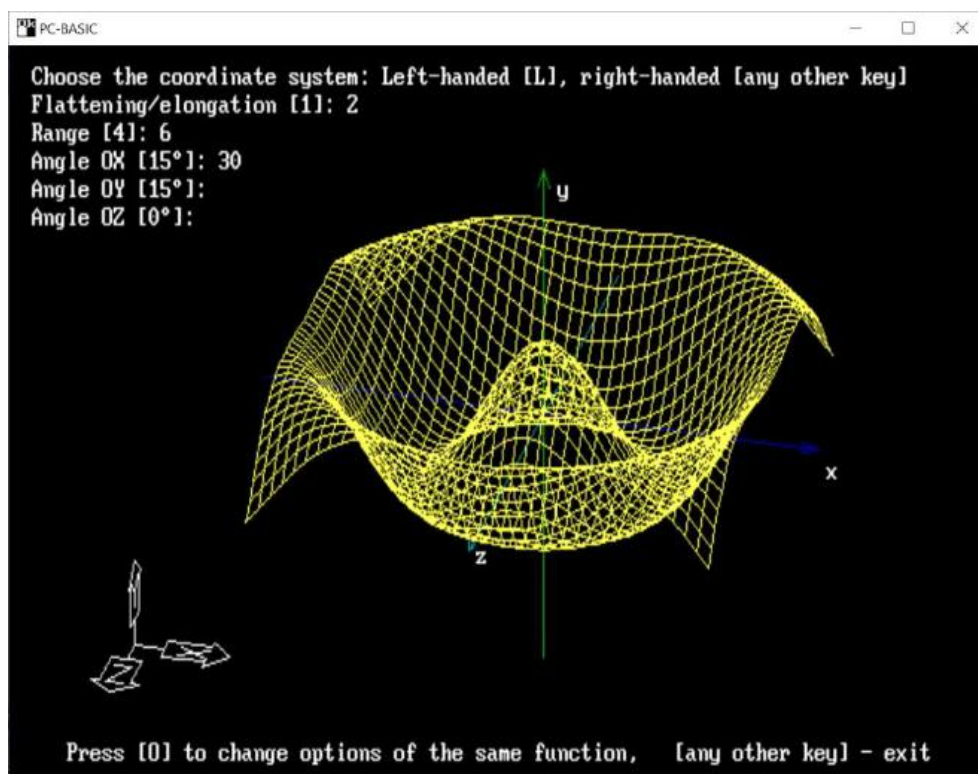 PC-BASIC
Choose the coordinate system: Left-handed [L], right-handed [any other key]
Flattening/elongation [1]: 2
Range [4]: 6
Angle OX [15°]: 30
Angle OY [15°]:
Angle OZ [0°]:
y
x
z
Y
X
Z
Press [O] to change options of the same function, [any other key] - exit